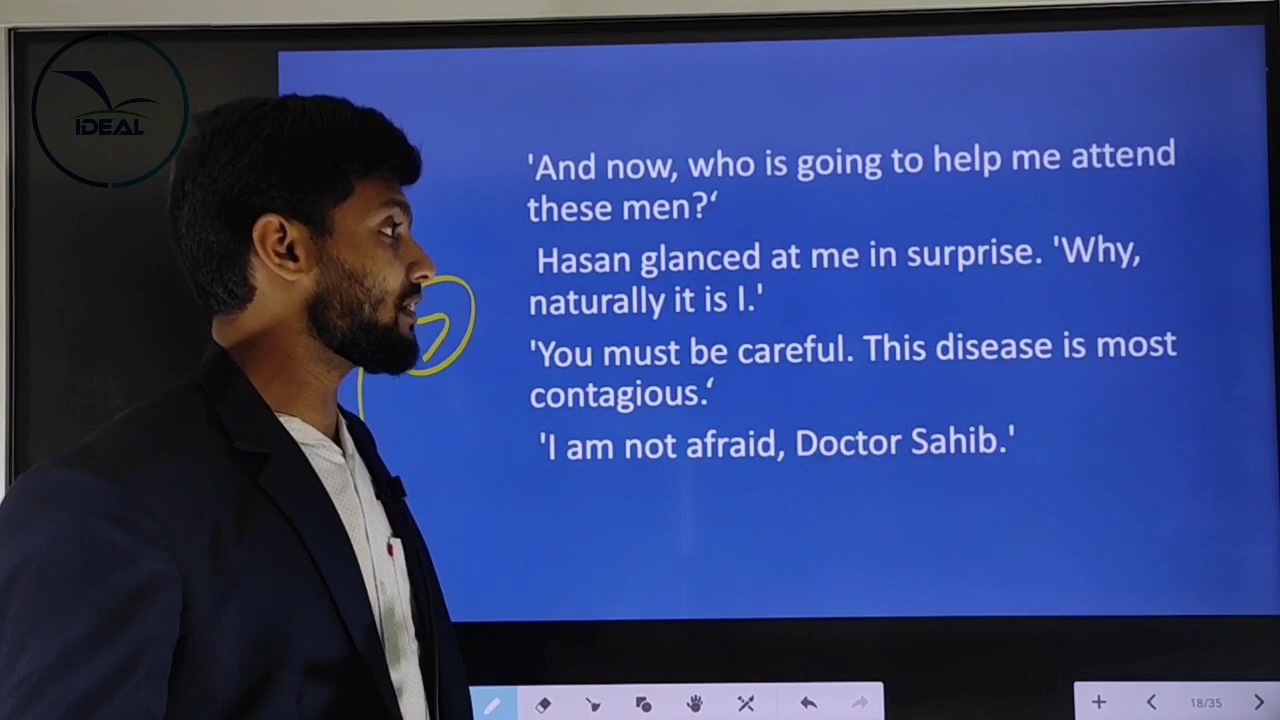 IDEAL
'And now, who is going to help me attend
these men?‘
Hasan glanced at me in surprise. 'Why,
naturally it is I.'
'You must be careful. This disease is most
contagious.‘
'I am not afraid, Doctor Sahib.'
18/35